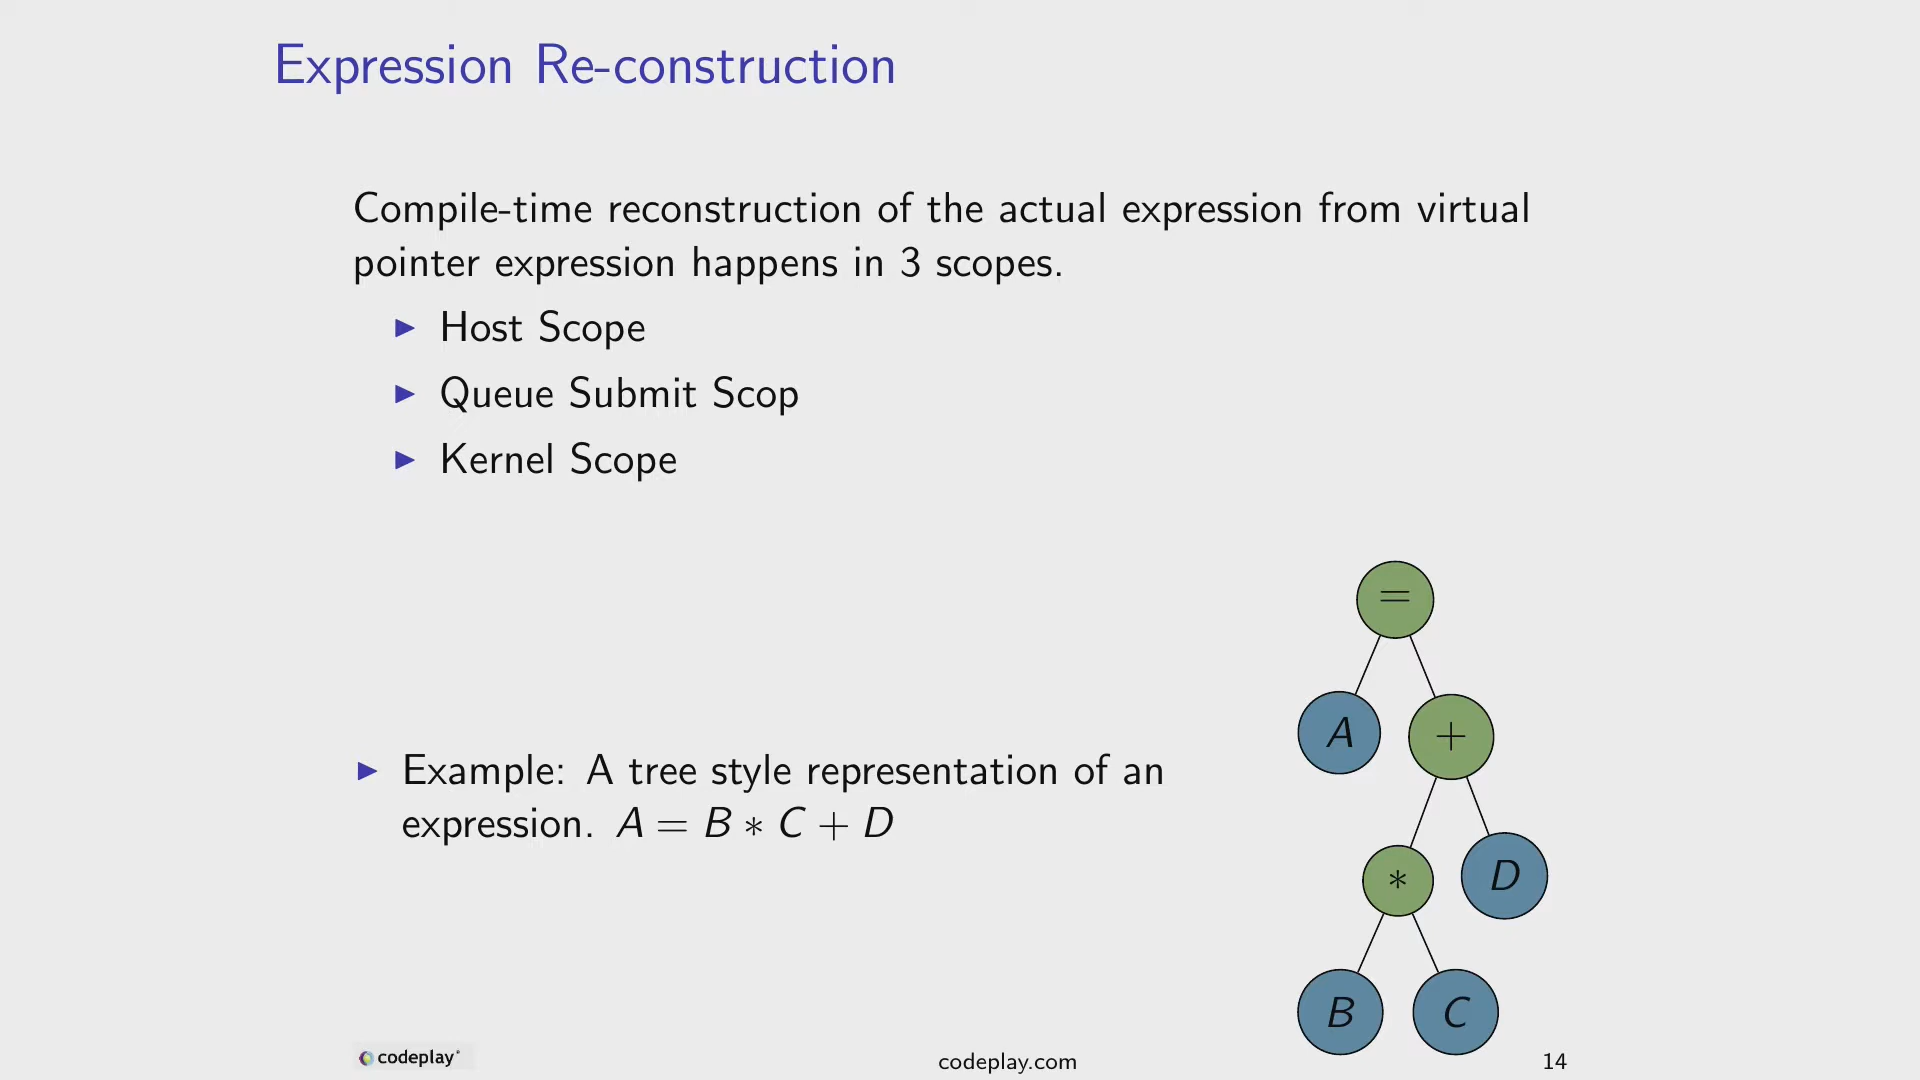 Expression Re-construction
Compile-time reconstruction of the actual expression from virtual
pointer expression happens in 3 scopes.
Host Scope
Queue Submit Scop
Kernel Scope
Example: A tree style representation of an
expression. A = B ∗ C + D
=
A +
∗ D
B C
codeplay
codeplay.com
14